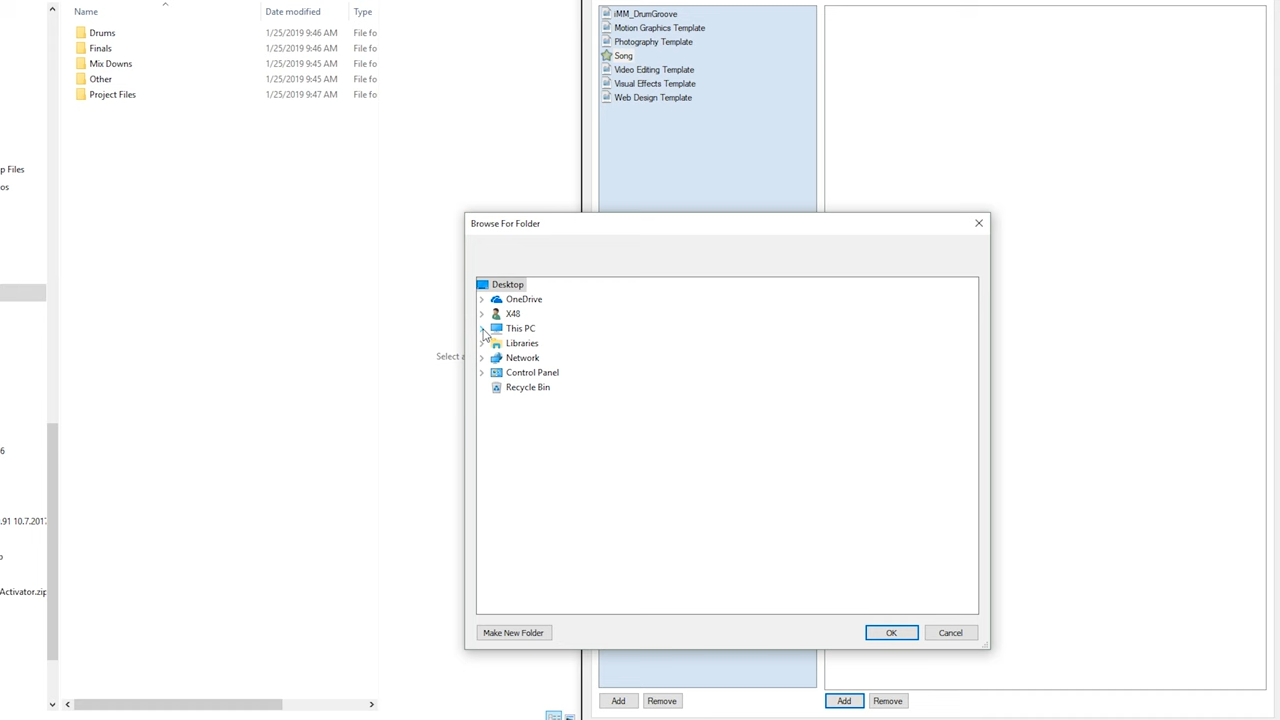 Name Date modified Type
Drums 1/25/2019 9:46 AM File fo
Finals 1/25/2019 9:46 AM File fo
Mix Downs 1/25/2019 9:45 AM File fo
Other 1/25/2019 9:45 AM File fo
Project Files 1/25/2019 9:47 AM File fo
p Files
os
6
.91 10.7.2017
p
Activator.zip
Select a
iMM_DrumGroove
Motion Graphics Template
Photography Template
Song
Video Editing Template
Visual Effects Template
Web Design Template
Browse For Folder
Desktop
OneDrive
X48
This PC
Libraries
Network
Control Panel
Recycle Bin
Make New Folder OK Cancel
Add Remove Add Remove